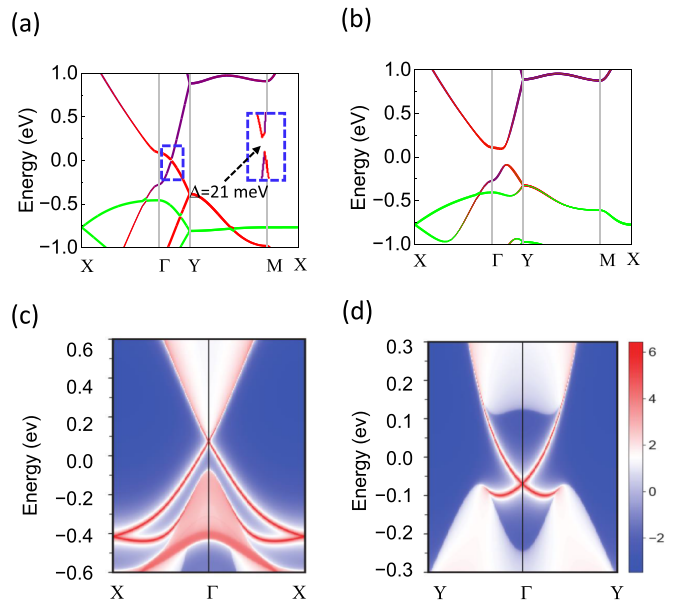 (a)
(b)
Energy (eV)
1.0
0.5
0.0
−0.5
−1.0
Δ=21 meV
X Γ Y M X
Energy (eV)
1.0
0.5
0.0
−0.5
−1.0
X Γ Y M X
(c)
(d)
Energy (ev)
0.6
0.4
0.2
0.0
−0.2
−0.4
−0.6
X Γ X
Energy (ev)
0.3
0.2
0.1
0.0
−0.1
−0.2
−0.3
Y Γ Y
6
4
2
0
−2